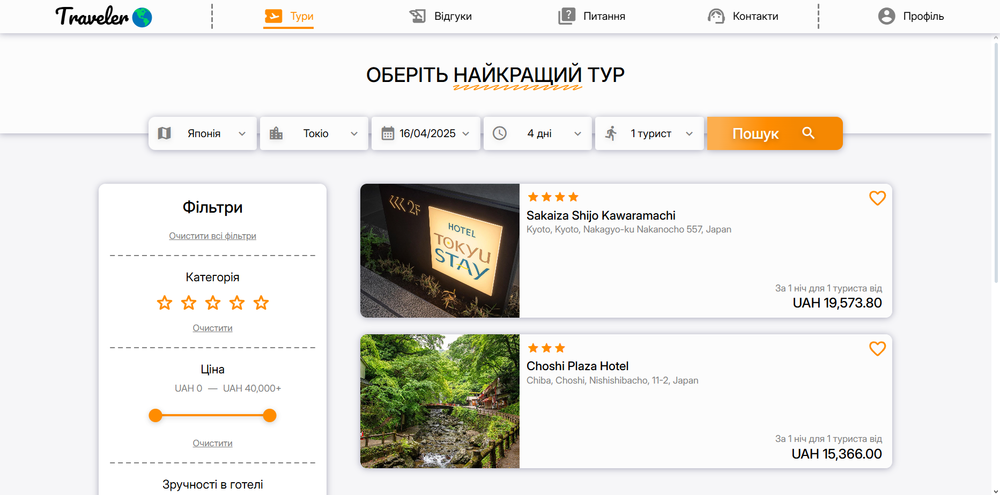 Traveler
Тури
Відгуки
Питання
Контакти
Профіль
ОБЕРІТЬ НАЙКРАЩИЙ ТУР
Японія
Токіо
16/04/2025
4 дні
1 турист
Пошук
Фільтри
Очистити всі фільтри
Категорія
Очистити
Ціна
UAH 0 — UAH 40,000+
Очистити
Зручності в готелі
2F
HOTEL
TOKYU
STAY
Sakaiza Shijo Kawaramachi
Kyoto, Kyoto, Nakagyo-ku Nakanocho 557, Japan
За 1 ніч для 1 туриста від
UAH 19,573.80
Choshi Plaza Hotel
Chiba, Choshi, Nishishibacho, 11-2, Japan
За 1 ніч для 1 туриста від
UAH 15,366.00